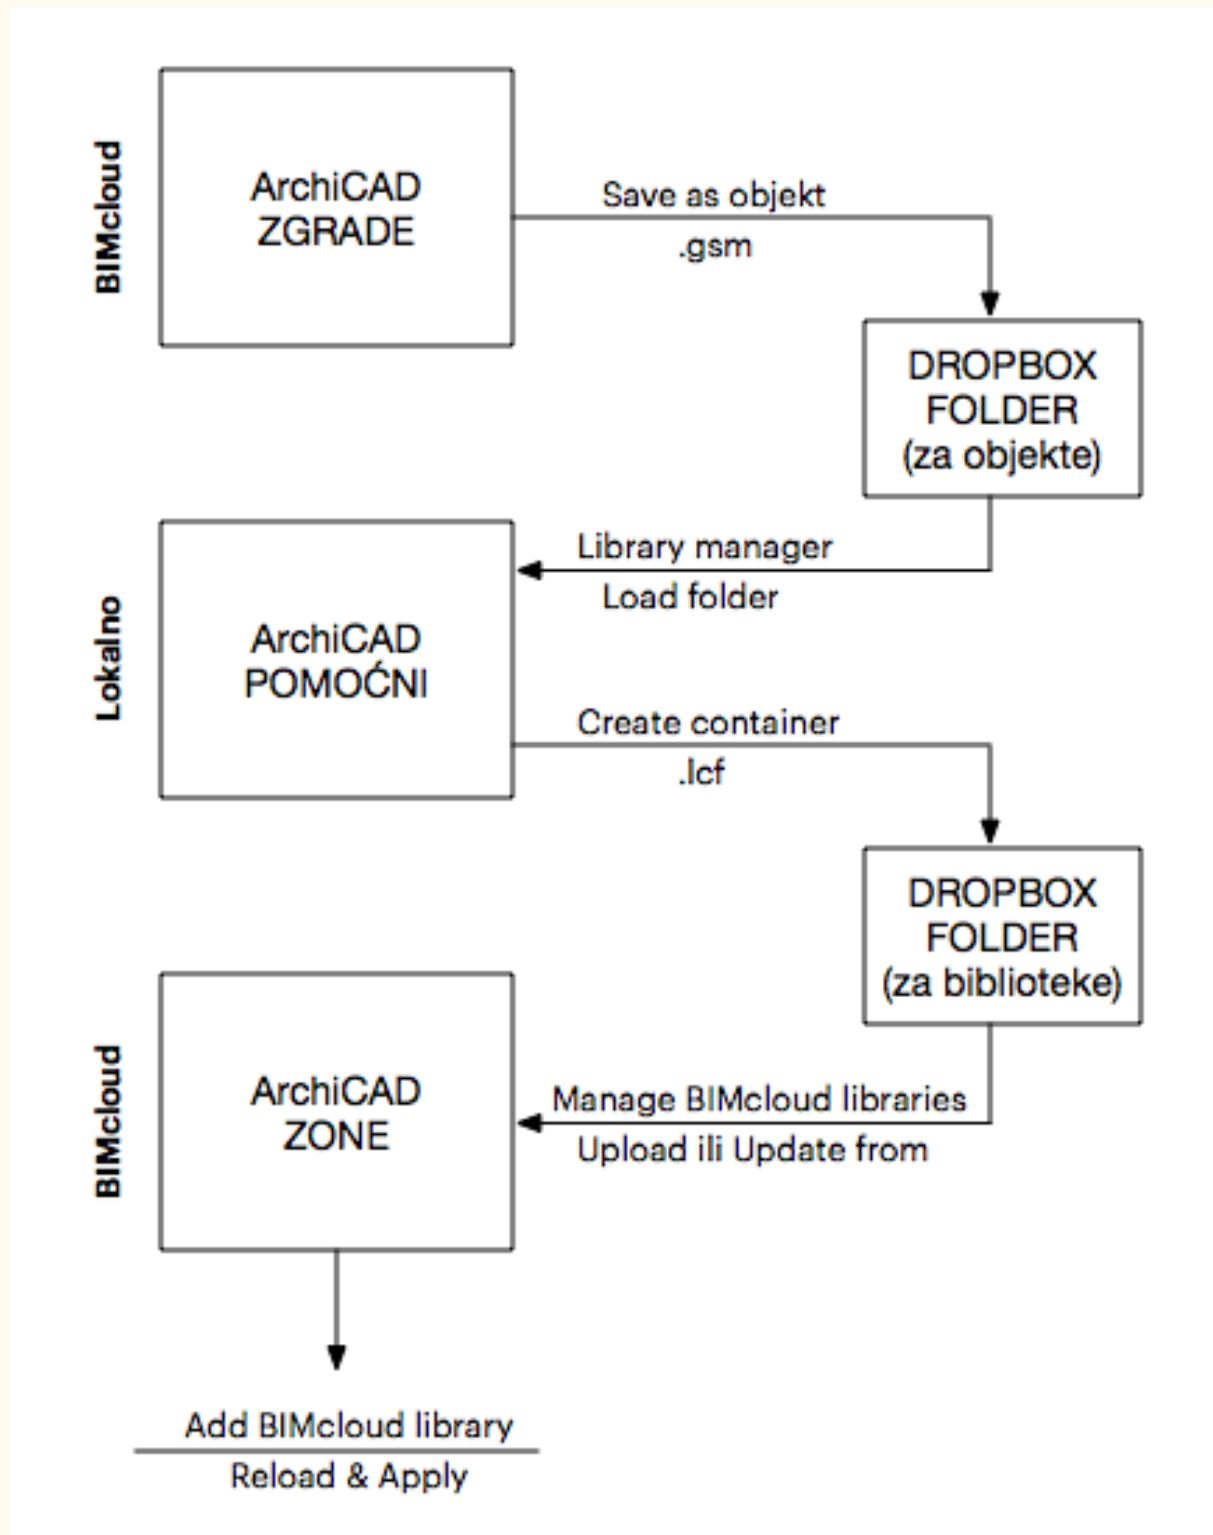 BIMcloud
ArchiCAD
ZGRADE
Save as objekt
.gsm
DROPBOX
FOLDER
(za objekte)
Library manager
Load folder
Lokalno
ArchiCAD
POMOĆNI
Create container
.lcf
DROPBOX
FOLDER
(za biblioteke)
BIMcloud
ArchiCAD
ZONE
Manage BIMcloud libraries
Upload ili Update from
Add BIMcloud library
Reload & Apply